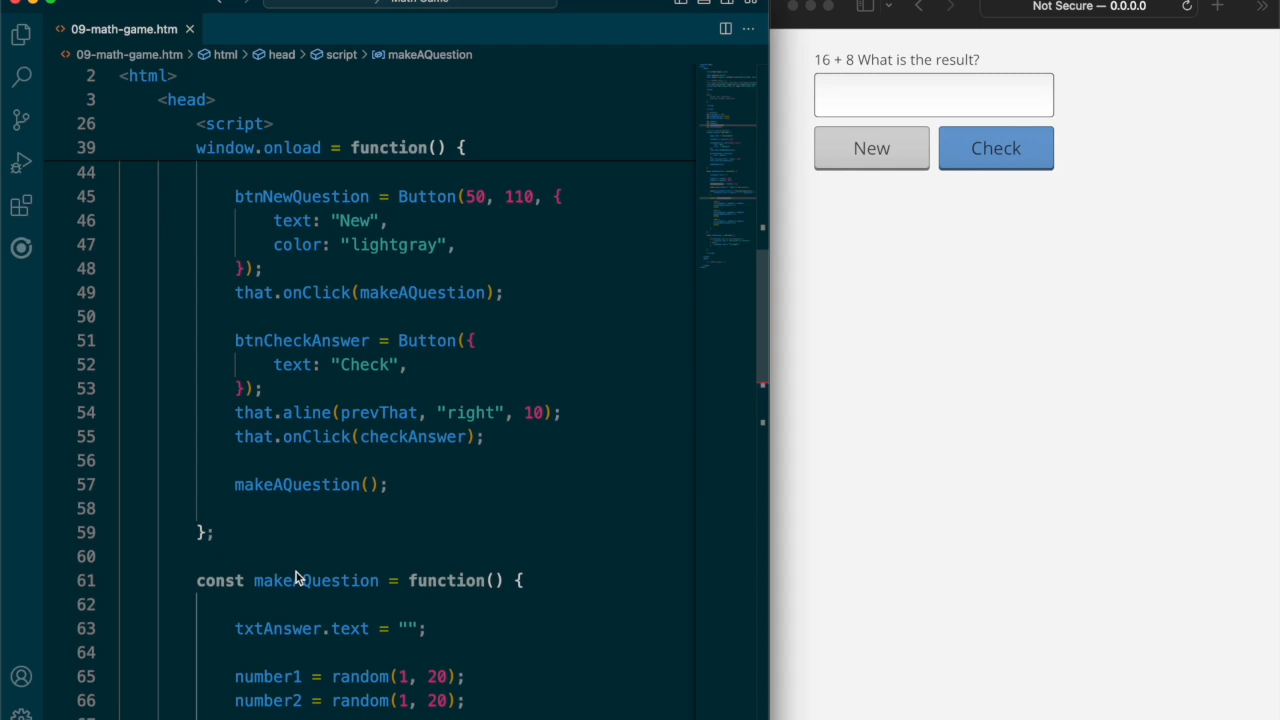 Math Game
09-math-game.htm
09-math-game.htm html head script makeAQuestion
2 <html>
3 <head>
26 <script>
39 window.onload = function() {
44
45 btnNewQuestion = Button(50, 110, {
46 text: "New",
47 color: "lightgray",
48 });
49 that.onClick(makeAQuestion);
50
51 btnCheckAnswer = Button({
52 text: "Check",
53 });
54 that.aline(prevThat, "right", 10);
55 that.onClick(checkAnswer);
56
57 makeAQuestion();
58
59 };
60
61 const makeAQuestion = function() {
62
63 txtAnswer.text = "";
64
65 number1 = random(1, 20);
66 number2 = random(1, 20);
Not Secure — 0.0.0.0
16 + 8 What is the result?
New Check